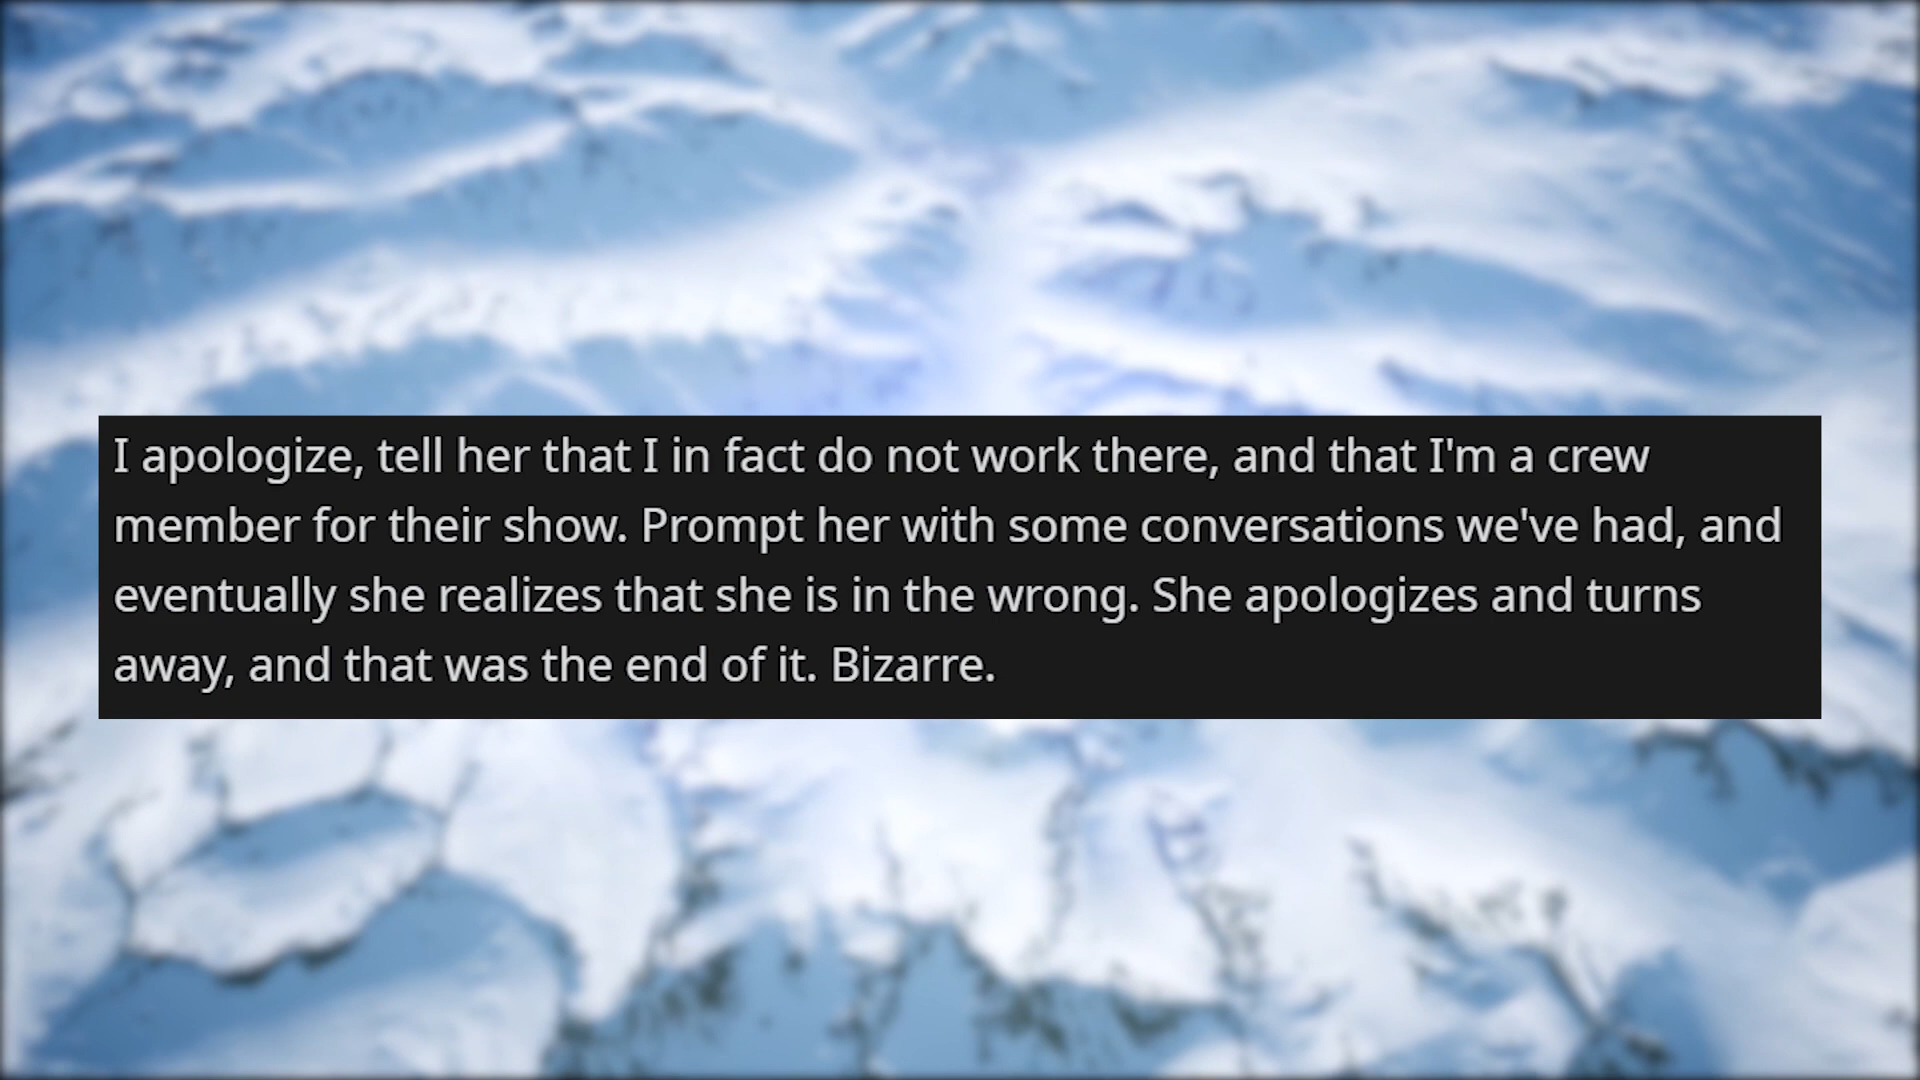 I apologize, tell her that I in fact do not work there, and that I'm a crew
member for their show. Prompt her with some conversations we've had, and
eventually she realizes that she is in the wrong. She apologizes and turns
away, and that was the end of it. Bizarre.